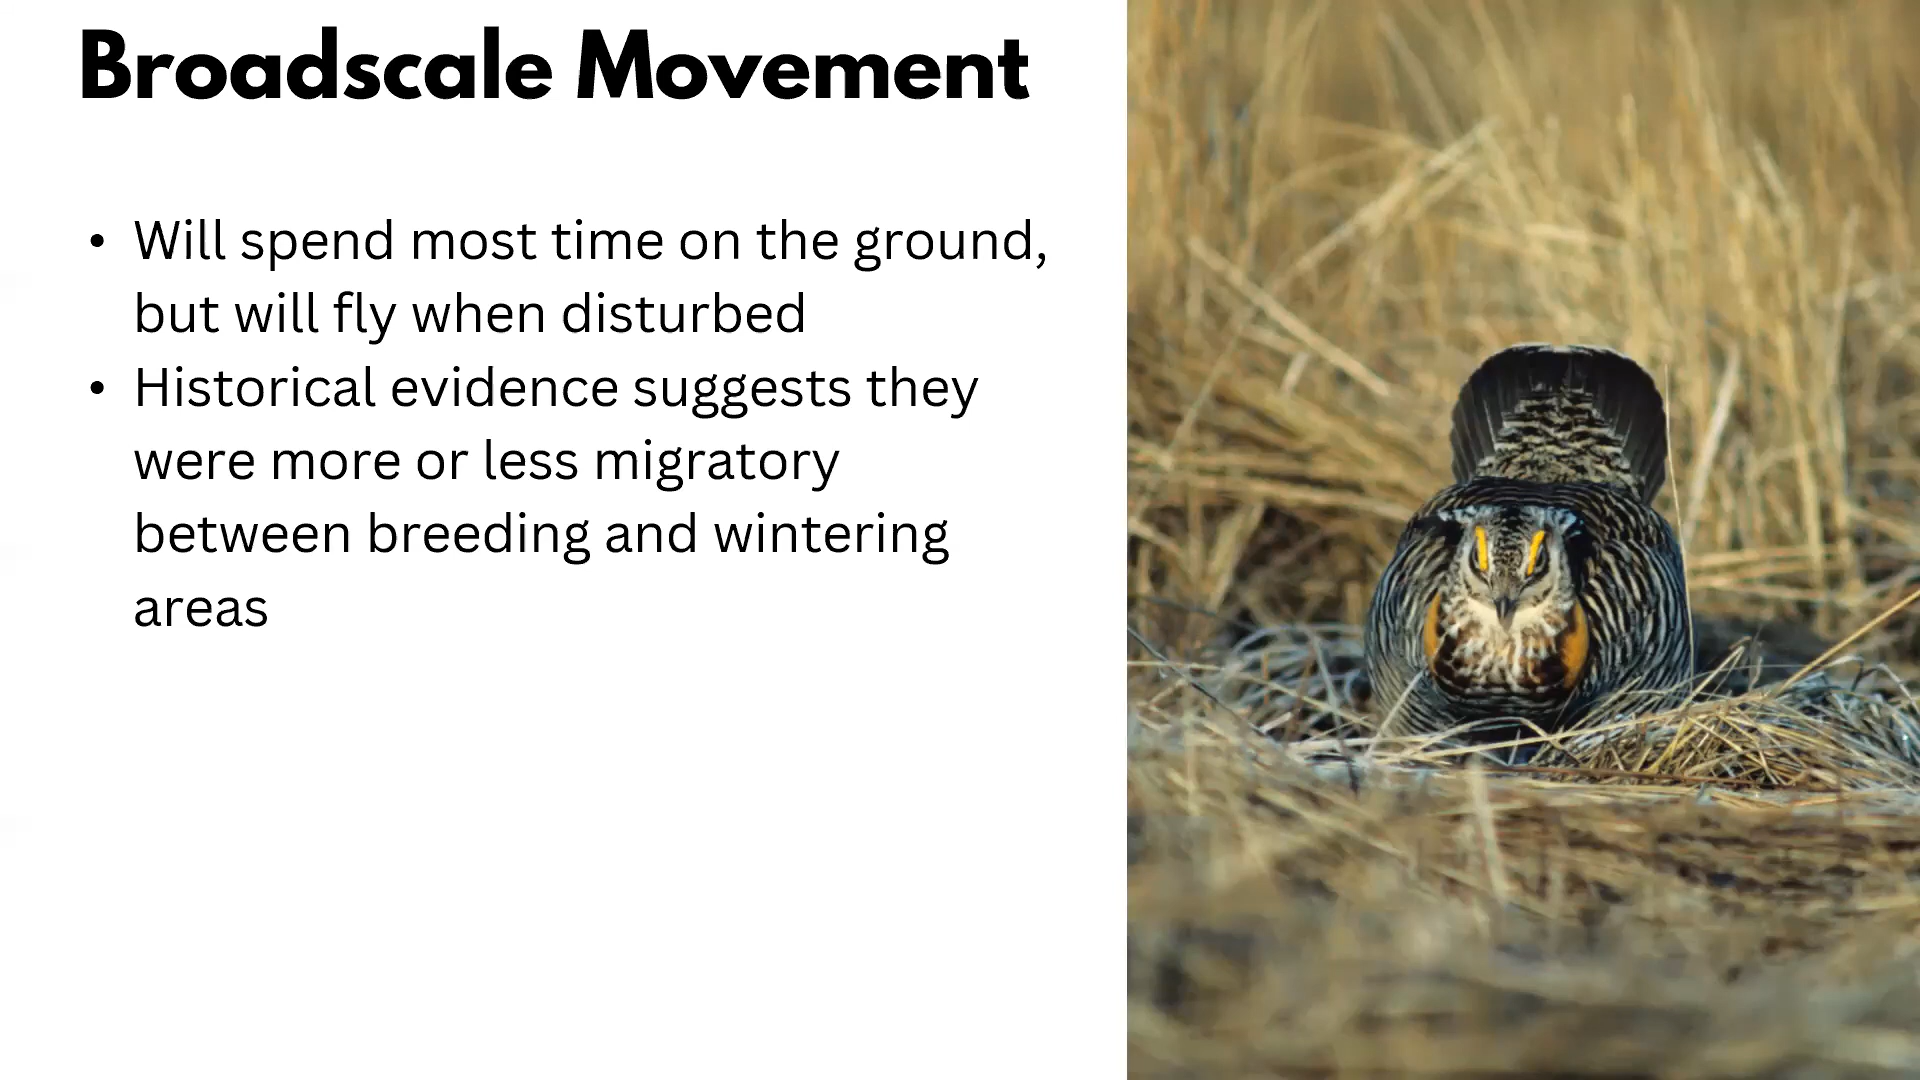 Broadscale Movement
• Will spend most time on the ground,
but will fly when disturbed
• Historical evidence suggests they
were more or less migratory
between breeding and wintering
areas